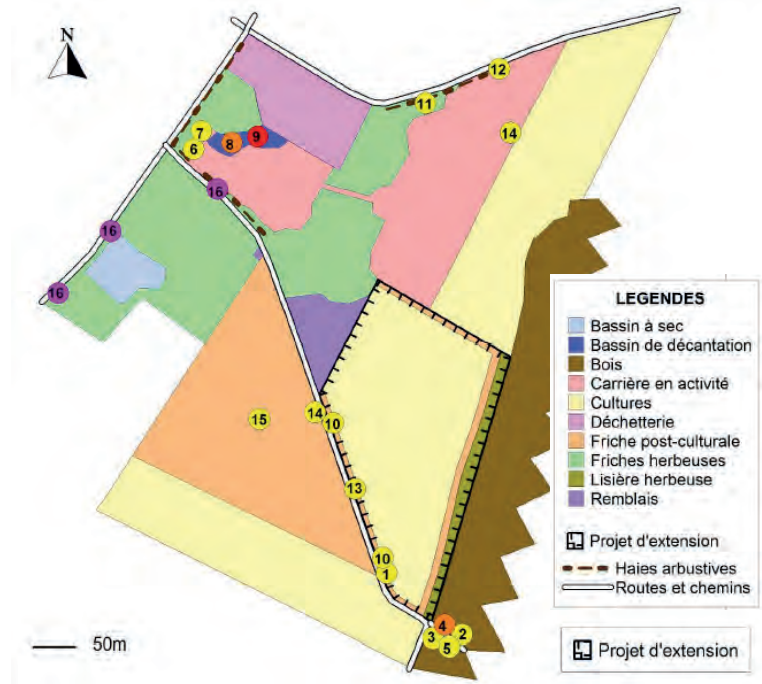 N
12
11
14
7
9
8
6
16
16
16
LEGENDES
Bassin à sec
Bassin de décantation
Bois
Carrière en activité
Cultures
Déchetterie
Friche post-culturale
Friches herbeuses
Lisière herbeuse
Remblais
Projet d'extension
Haies arbustives
Routes et chemins
15
14
10
13
10
1
4
3
2
5
50m
Projet d'extension